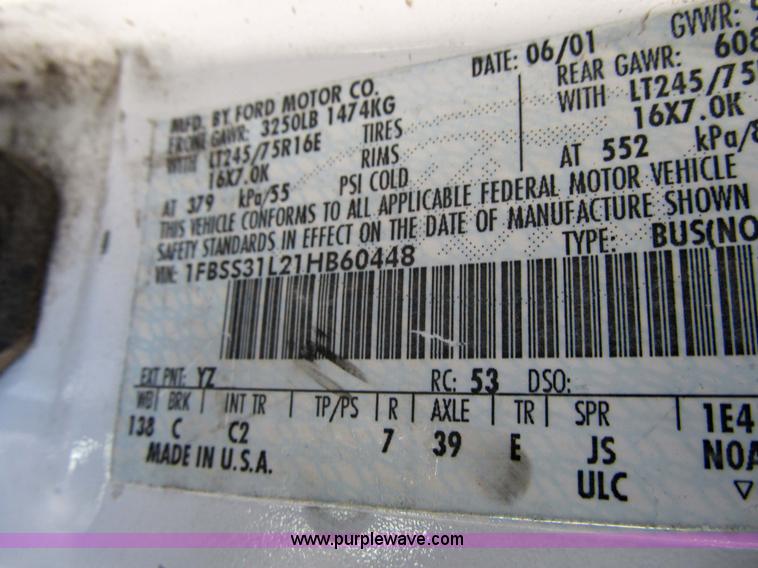 MFD. BY FORD MOTOR CO.
DATE: 06/01
GVWR:
FRONT GAWR: 3250LB 1474KG
REAR GAWR: 608
WITH LT245/75R16E TIRES
WITH LT245/75
16X7.0K RIMS
16X7.0K
AT 379 kPa/55 PSI COLD
AT 552 kPa/8
THIS VEHICLE CONFORMS TO ALL APPLICABLE FEDERAL MOTOR VEHICLE
SAFETY STANDARDS IN EFFECT ON THE DATE OF MANUFACTURE SHOWN
VIN: 1FBSS31L21HB60448
TYPE: BUS(NO
EXT PNT: YZ RC: 53 DSO:
WB BRK INT TR TP/PS R AXLE TR SPR 1E4
138 C C2 7 39 E JS NOA
MADE IN U.S.A. ULC
www.purplewave.com